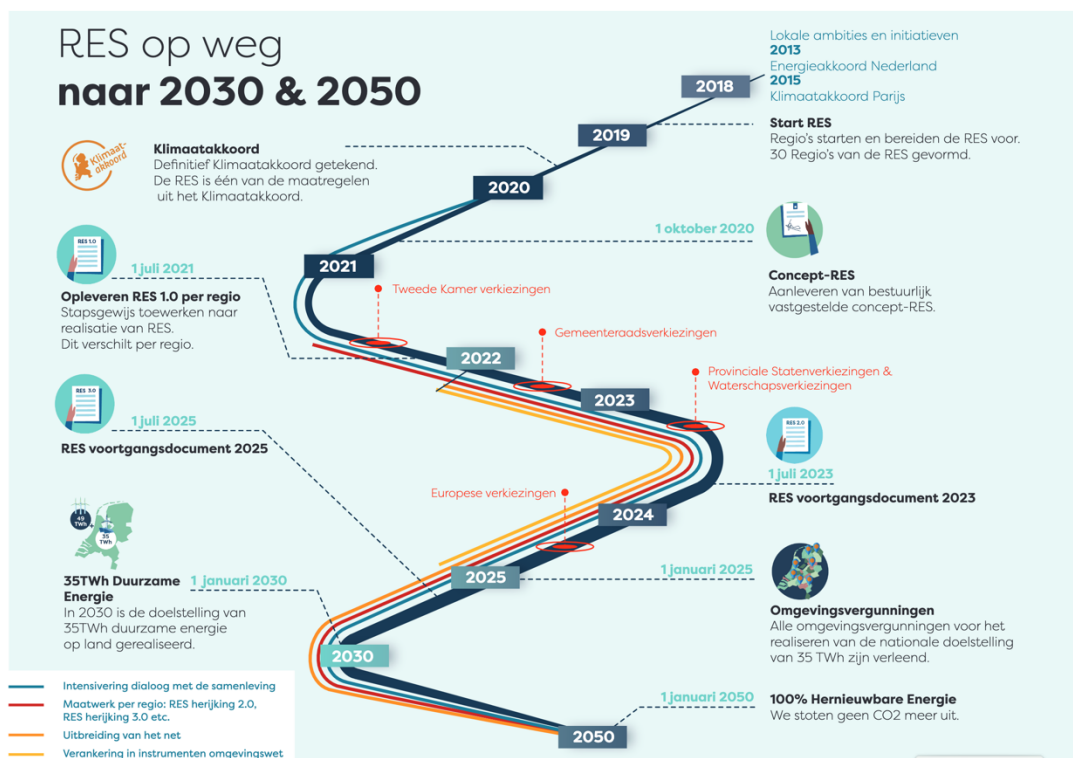 RES op weg
naar 2030 & 2050
Lokale ambities en initiatieven
2013
Energieakkoord Nederland
2015
Klimaatakkoord Parijs
2018
2019
Start RES
Regio's starten en bereiden de RES voor.
30 Regio's van de RES gevormd.
Klimaat-
akkoord
Klimaatakkoord
Definitief Klimaatakkoord getekend.
De RES is één van de maatregelen
uit het Klimaatakkoord.
2020
1 oktober 2020
Concept-RES
Aanleveren van bestuurlijk
vastgestelde concept-RES.
RES 1.0
1 juli 2021
Opleveren RES 1.0 per regio
Stapsgewijs toewerken naar
realisatie van RES.
Dit verschilt per regio.
2021
Tweede Kamer verkiezingen
2022
Gemeenteraadsverkiezingen
2023
Provinciale Statenverkiezingen &
Waterschapsverkiezingen
RES 3.0
1 juli 2025
RES voortgangsdocument 2025
RES 2.0
1 juli 2023
RES voortgangsdocument 2023
Europese verkiezingen
2024
2025
1 januari 2025
Omgevingsvergunningen
Alle omgevingsvergunningen voor het
realiseren van de nationale doelstelling
van 35 TWh zijn verleend.
49
TWh
35
TWh
35TWh Duurzame
Energie
1 januari 2030
In 2030 is de doelstelling van
35TWh duurzame energie
op land gerealiseerd.
2030
1 januari 2050
100% Hernieuwbare Energie
We stoten geen CO2 meer uit.
2050
Intensivering dialoog met de samenleving
Maatwerk per regio: RES herijking 2.0,
RES herijking 3.0 etc.
Uitbreiding van het net
Verankering in instrumenten omgevingswet